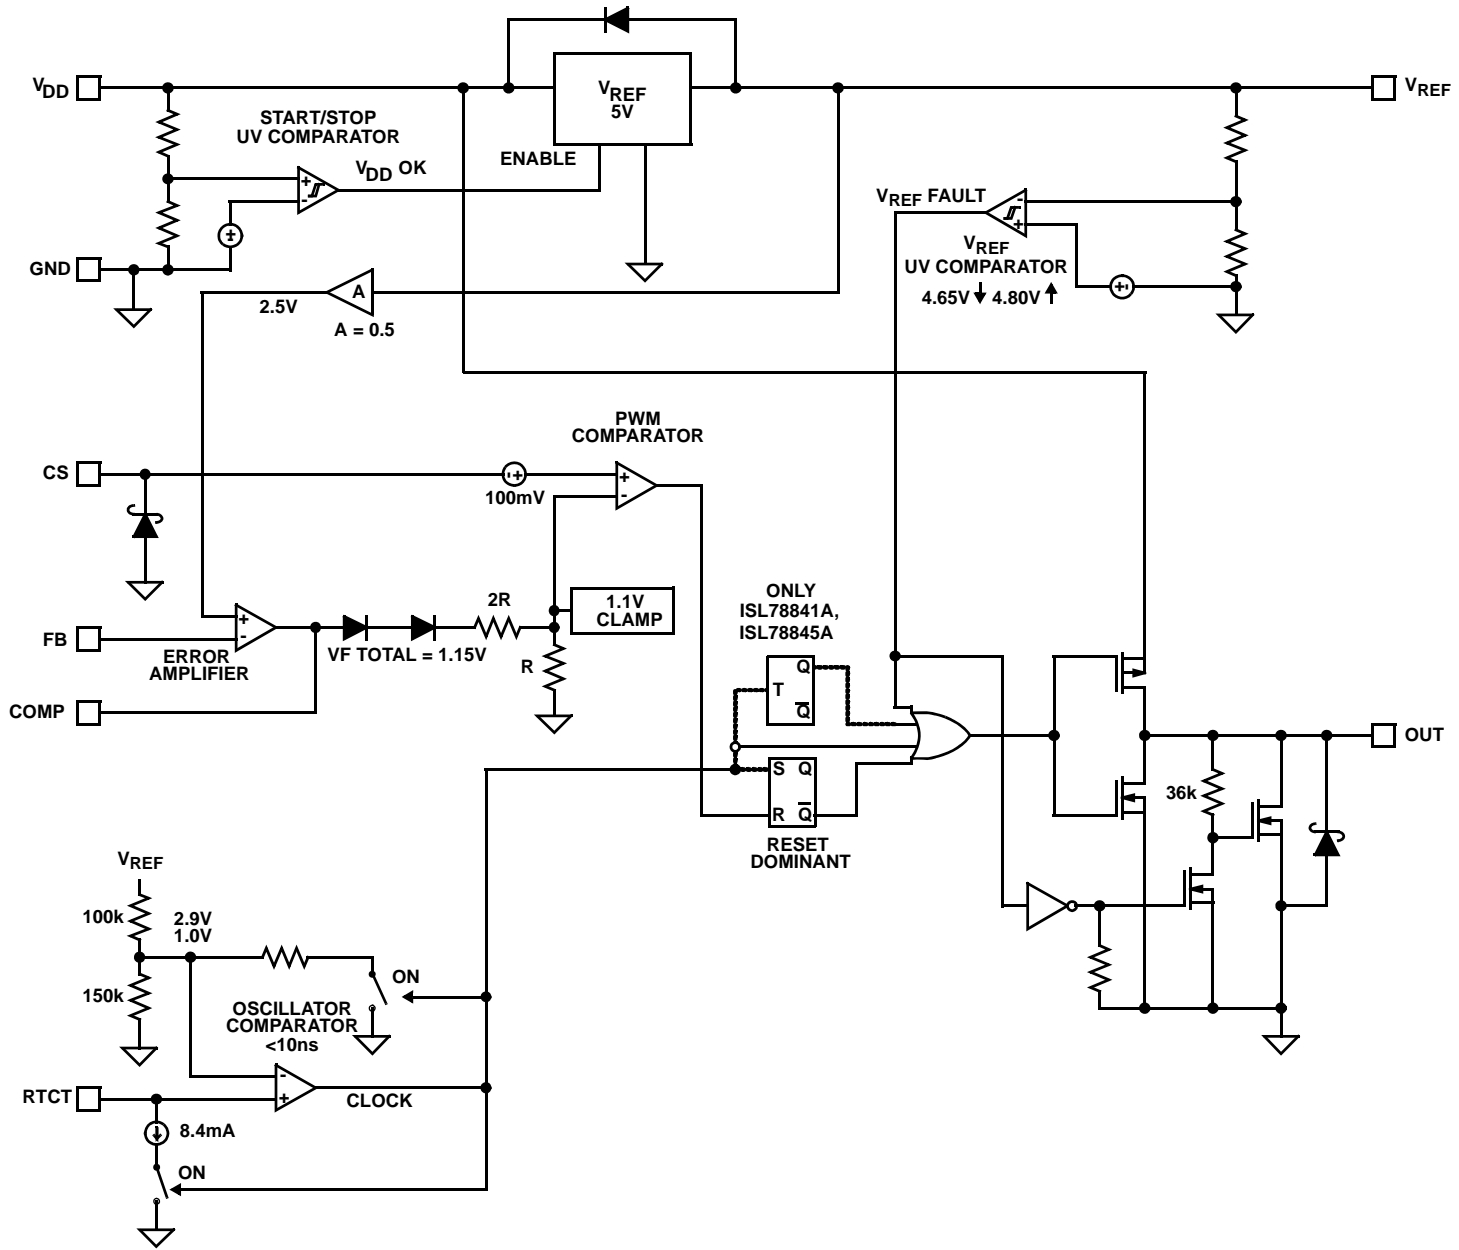 VDD
VREF
5V
VREF
START/STOP
UV COMPARATOR
VDD OK
ENABLE
+
-
GND
VREF FAULT
-
+
VREF
UV COMPARATOR
4.65V 4.80V
2.5V
A
A = 0.5
PWM
COMPARATOR
CS
100mV
+
-
ONLY
ISL78841A,
ISL78845A
2R
1.1V
CLAMP
FB
+
-
ERROR
AMPLIFIER
VF TOTAL = 1.15V
R
COMP
Q
T
Q
OUT
S Q
R Q
RESET
DOMINANT
36k
VREF
100k
2.9V
1.0V
150k
ON
OSCILLATOR
COMPARATOR
<10ns
-
+
RTCT
CLOCK
8.4mA
ON